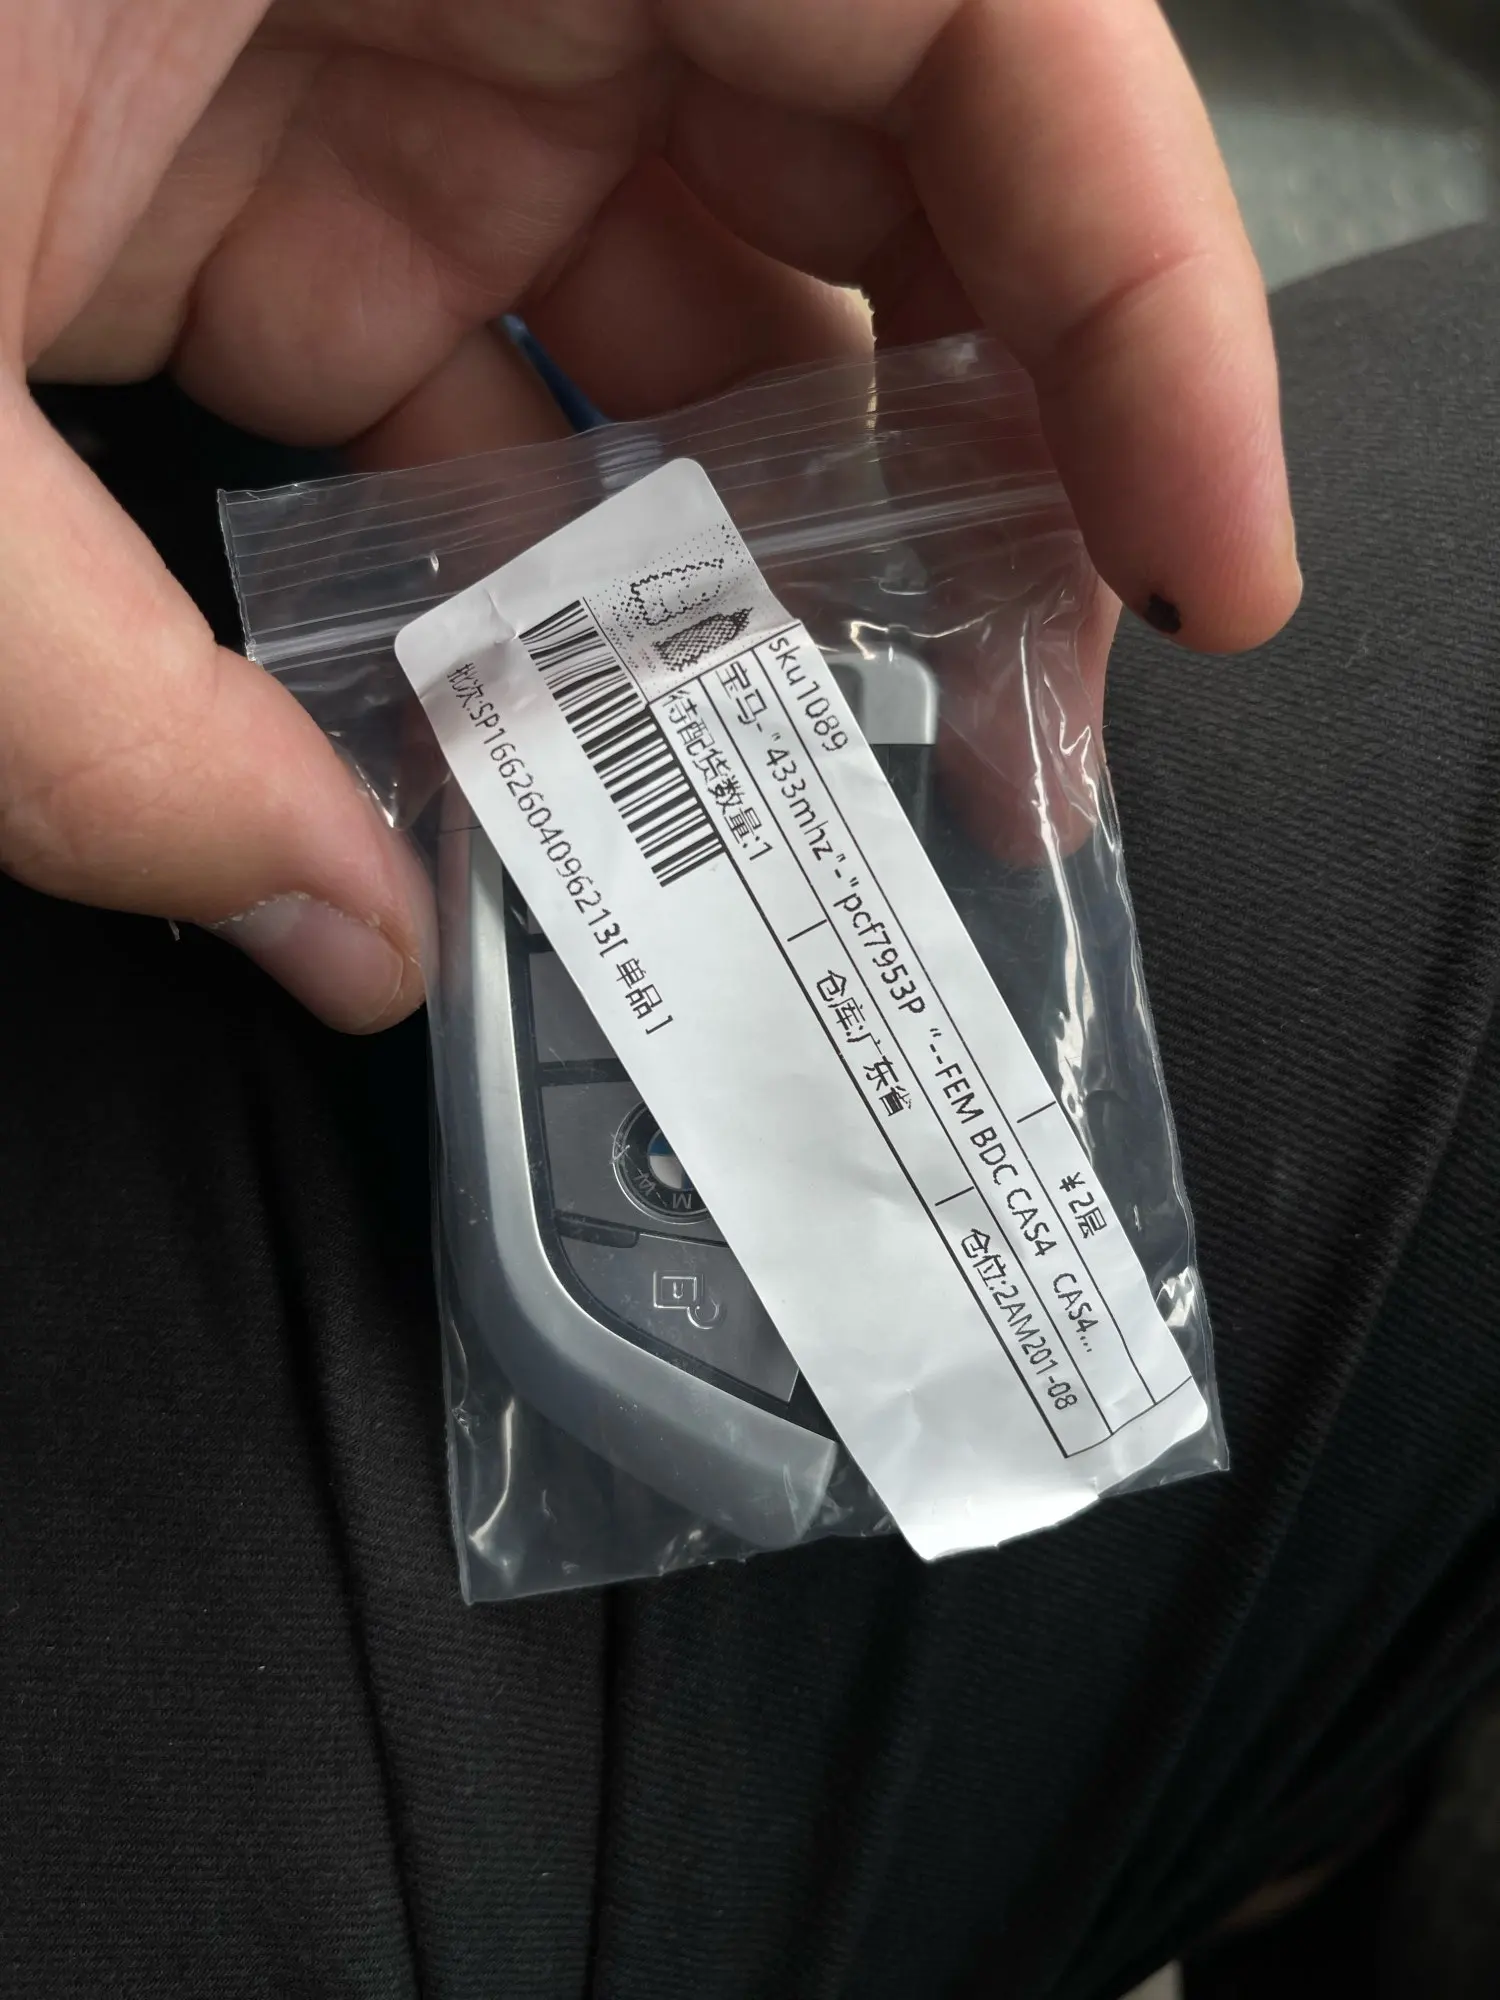 sku1089
* 2层
宝马-"433mhz"-"pcf7953P "--FEM BDC CAS4 CAS4...
待配货数量:1
仓库:广东省
仓位:2AM201-08
批次:SP1662604096213[ 单品 ]